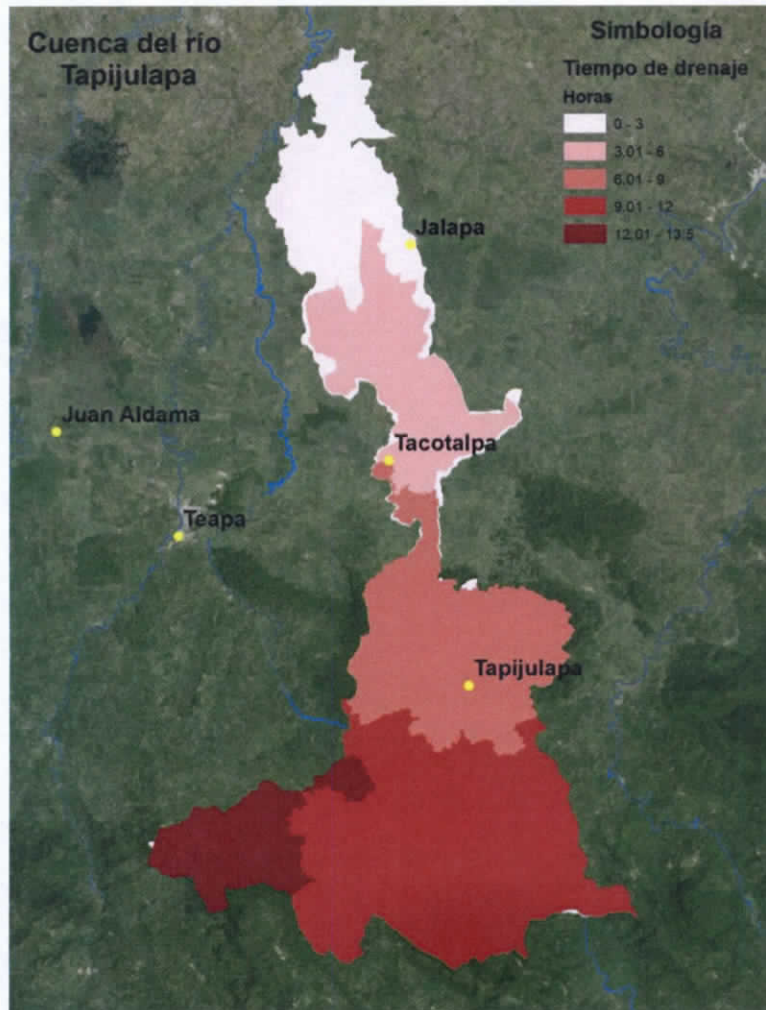 Cuenca del río
Tapijulapa
Simbología
Tiempo de drenaje
Horas
0 - 3
3.01 - 6
6.01 - 9
9.01 - 12
12.01 - 13.5
Jalapa
Juan Aldama
Tacotalpa
Teapa
Tapijulapa